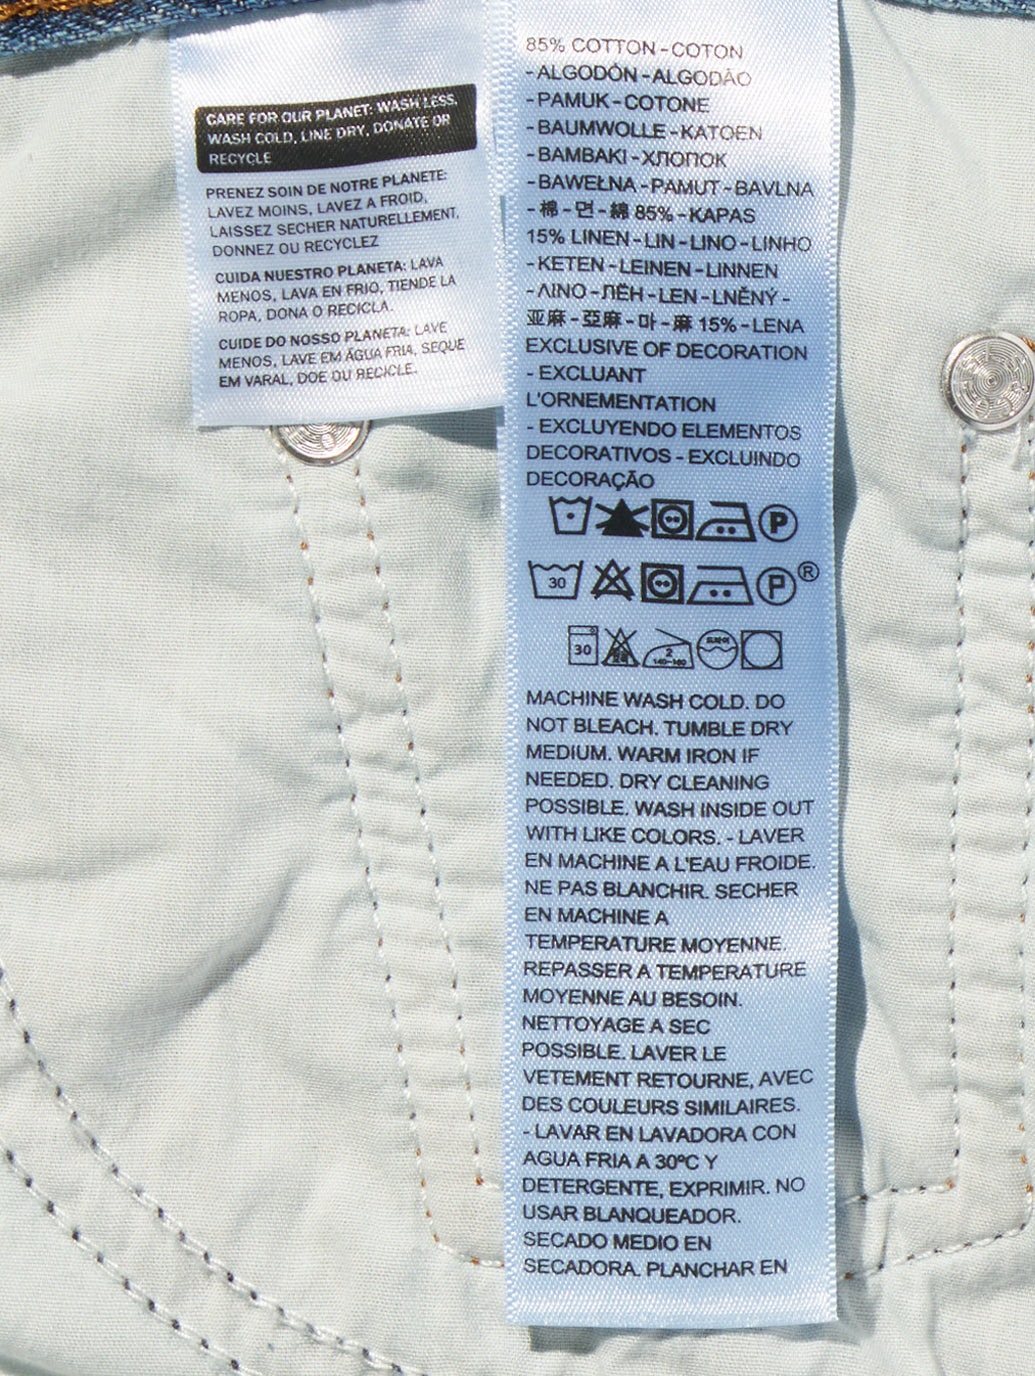 CARE FOR OUR PLANET: WASH LESS,
WASH COLD, LINE DRY, DONATE OR
RECYCLE
PRENEZ SOIN DE NOTRE PLANETE:
LAVEZ MOINS, LAVEZ A FROID,
LAISSEZ SECHER NATURELLEMENT,
DONNEZ OU RECYCLEZ
CUIDA NUESTRO PLANETA: LAVA
MENOS, LAVA EN FRIO, TIENDE LA
ROPA, DONA O RECICLA.
CUIDE DO NOSSO PLANETA: LAVE
MENOS, LAVE EM ÁGUA FRIA, SEQUE
EM VARAL, DOE OU RECICLE.
85% COTTON - COTON
- ALGODÓN - ALGODÃO
- PAMUK - COTONE
- BAUMWOLLE - KATOEN
- BAMBAKI - ХЛОПОК
- BAWEŁNA - PAMUT - BAVLNA
- 棉 - 면 - 綿 85% - KAPAS
15% LINEN - LIN - LINO - LINHO
- KETEN - LEINEN - LINNEN
- ΛΙΝΟ - ЛЁН - LEN - LNĚNÝ -
亚麻 - 亞麻 - 마 - 麻 15% - LENA
EXCLUSIVE OF DECORATION
- EXCLUANT
L'ORNEMENTATION
- EXCLUYENDO ELEMENTOS
DECORATIVOS - EXCLUINDO
DECORAÇÃO
P
30 P ®
30 2 140-160
MACHINE WASH COLD. DO
NOT BLEACH. TUMBLE DRY
MEDIUM. WARM IRON IF
NEEDED. DRY CLEANING
POSSIBLE. WASH INSIDE OUT
WITH LIKE COLORS. - LAVER
EN MACHINE A L'EAU FROIDE.
NE PAS BLANCHIR. SECHER
EN MACHINE A
TEMPERATURE MOYENNE.
REPASSER A TEMPERATURE
MOYENNE AU BESOIN.
NETTOYAGE A SEC
POSSIBLE. LAVER LE
VETEMENT RETOURNE, AVEC
DES COULEURS SIMILAIRES.
- LAVAR EN LAVADORA CON
AGUA FRIA A 30ºC Y
DETERGENTE, EXPRIMIR. NO
USAR BLANQUEADOR.
SECADO MEDIO EN
SECADORA. PLANCHAR EN